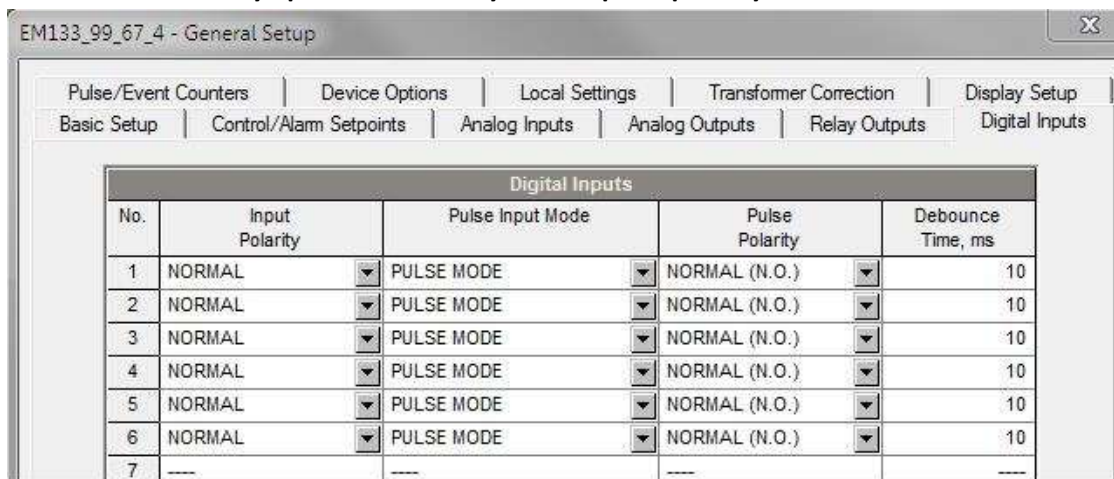 EM133_99_67_4 - General Setup
Pulse/Event Counters Device Options Local Settings Transformer Correction Display Setup
Basic Setup Control/Alarm Setpoints Analog Inputs Analog Outputs Relay Outputs Digital Inputs
Digital Inputs
No. Input Polarity Pulse Input Mode Pulse Polarity Debounce Time, ms
1 NORMAL PULSE MODE NORMAL (N.O.) 10
2 NORMAL PULSE MODE NORMAL (N.O.) 10
3 NORMAL PULSE MODE NORMAL (N.O.) 10
4 NORMAL PULSE MODE NORMAL (N.O.) 10
5 NORMAL PULSE MODE NORMAL (N.O.) 10
6 NORMAL PULSE MODE NORMAL (N.O.) 10
7 ---- ---- ---- ----